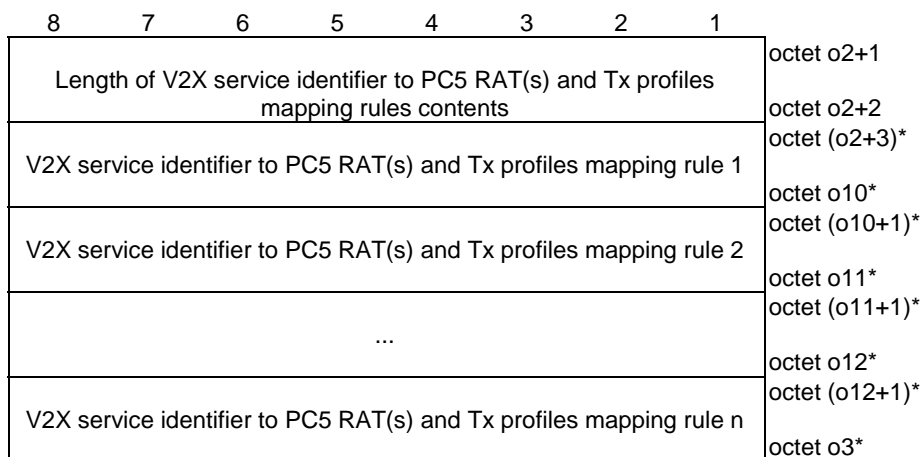 8 7 6 5 4 3 2 1
octet o2+1
Length of V2X service identifier to PC5 RAT(s) and Tx profiles
mapping rules contents
octet o2+2
octet (o2+3)*
V2X service identifier to PC5 RAT(s) and Tx profiles mapping rule 1
octet o10*
octet (o10+1)*
V2X service identifier to PC5 RAT(s) and Tx profiles mapping rule 2
octet o11*
octet (o11+1)*
...
octet o12*
octet (o12+1)*
V2X service identifier to PC5 RAT(s) and Tx profiles mapping rule n
octet o3*